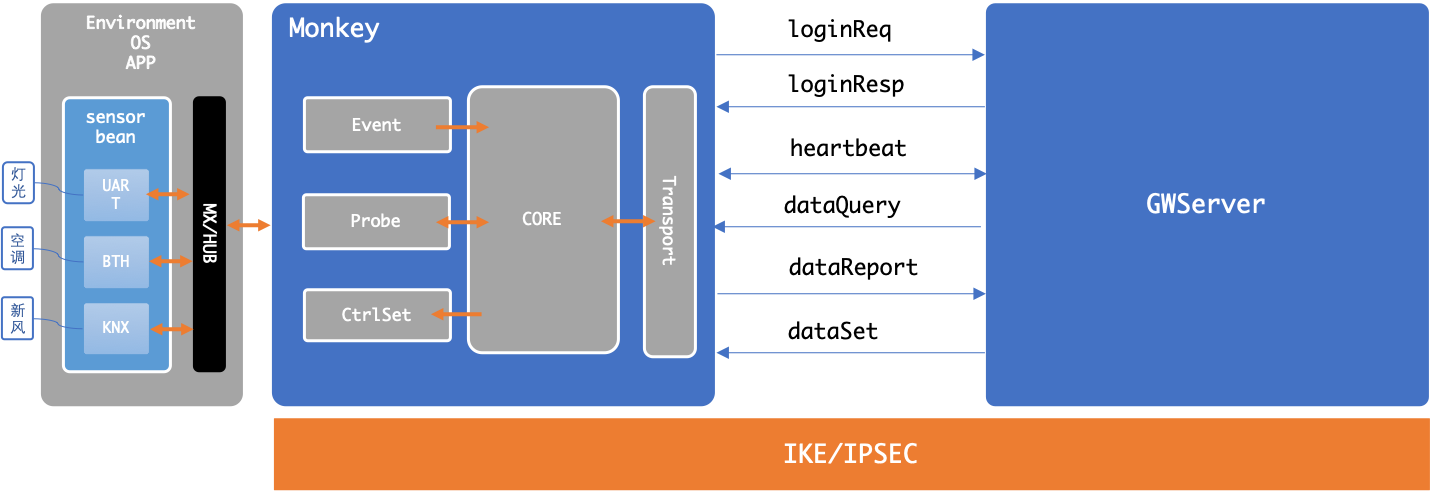 Environment
OS
APP
sensor
bean
灯
光
空
调
新
风
UAR
T
BTH
KNX
MX/HUB
Monkey
Event
Probe
CtrlSet
CORE
Transport
loginReq
loginResp
heartbeat
dataQuery
dataReport
dataSet
GWServer
IKE/IPSEC